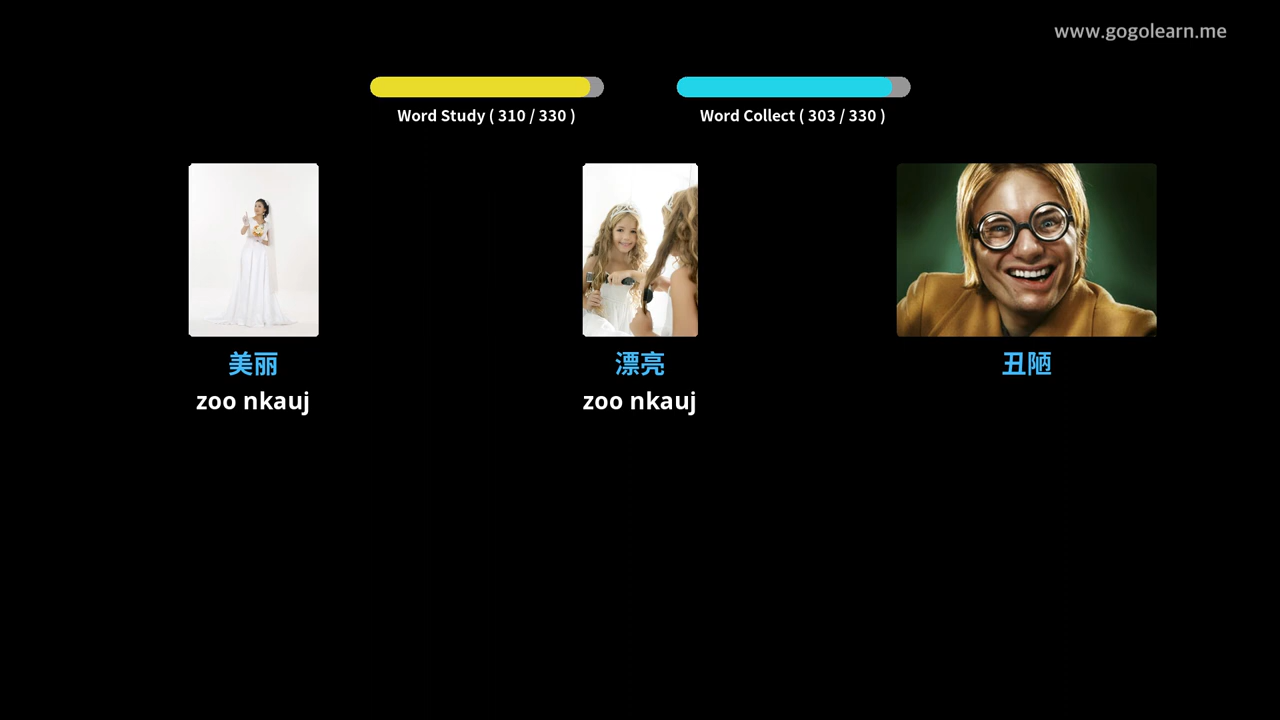 www.gogolearn.me
Word Study ( 310 / 330 )
Word Collect ( 303 / 330 )
美丽
漂亮
丑陋
zoo nkauj
zoo nkauj